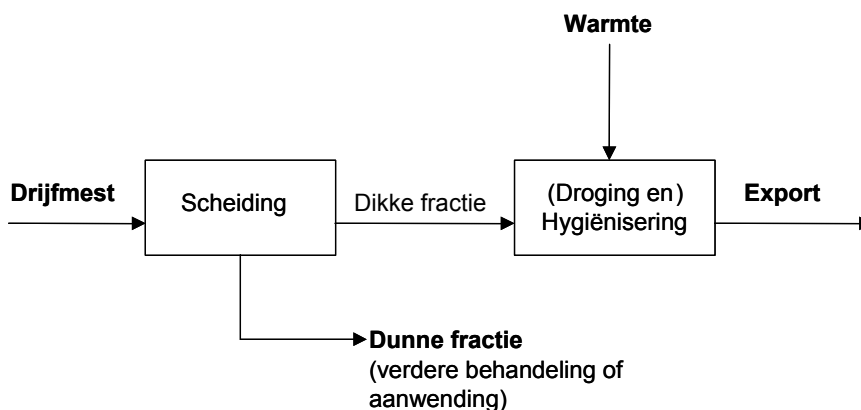 Warmte
Drijfmest
Scheiding
Dikke fractie
(Droging en)
Hygiënisering
Export
Dunne fractie
(verdere behandeling of
aanwending)